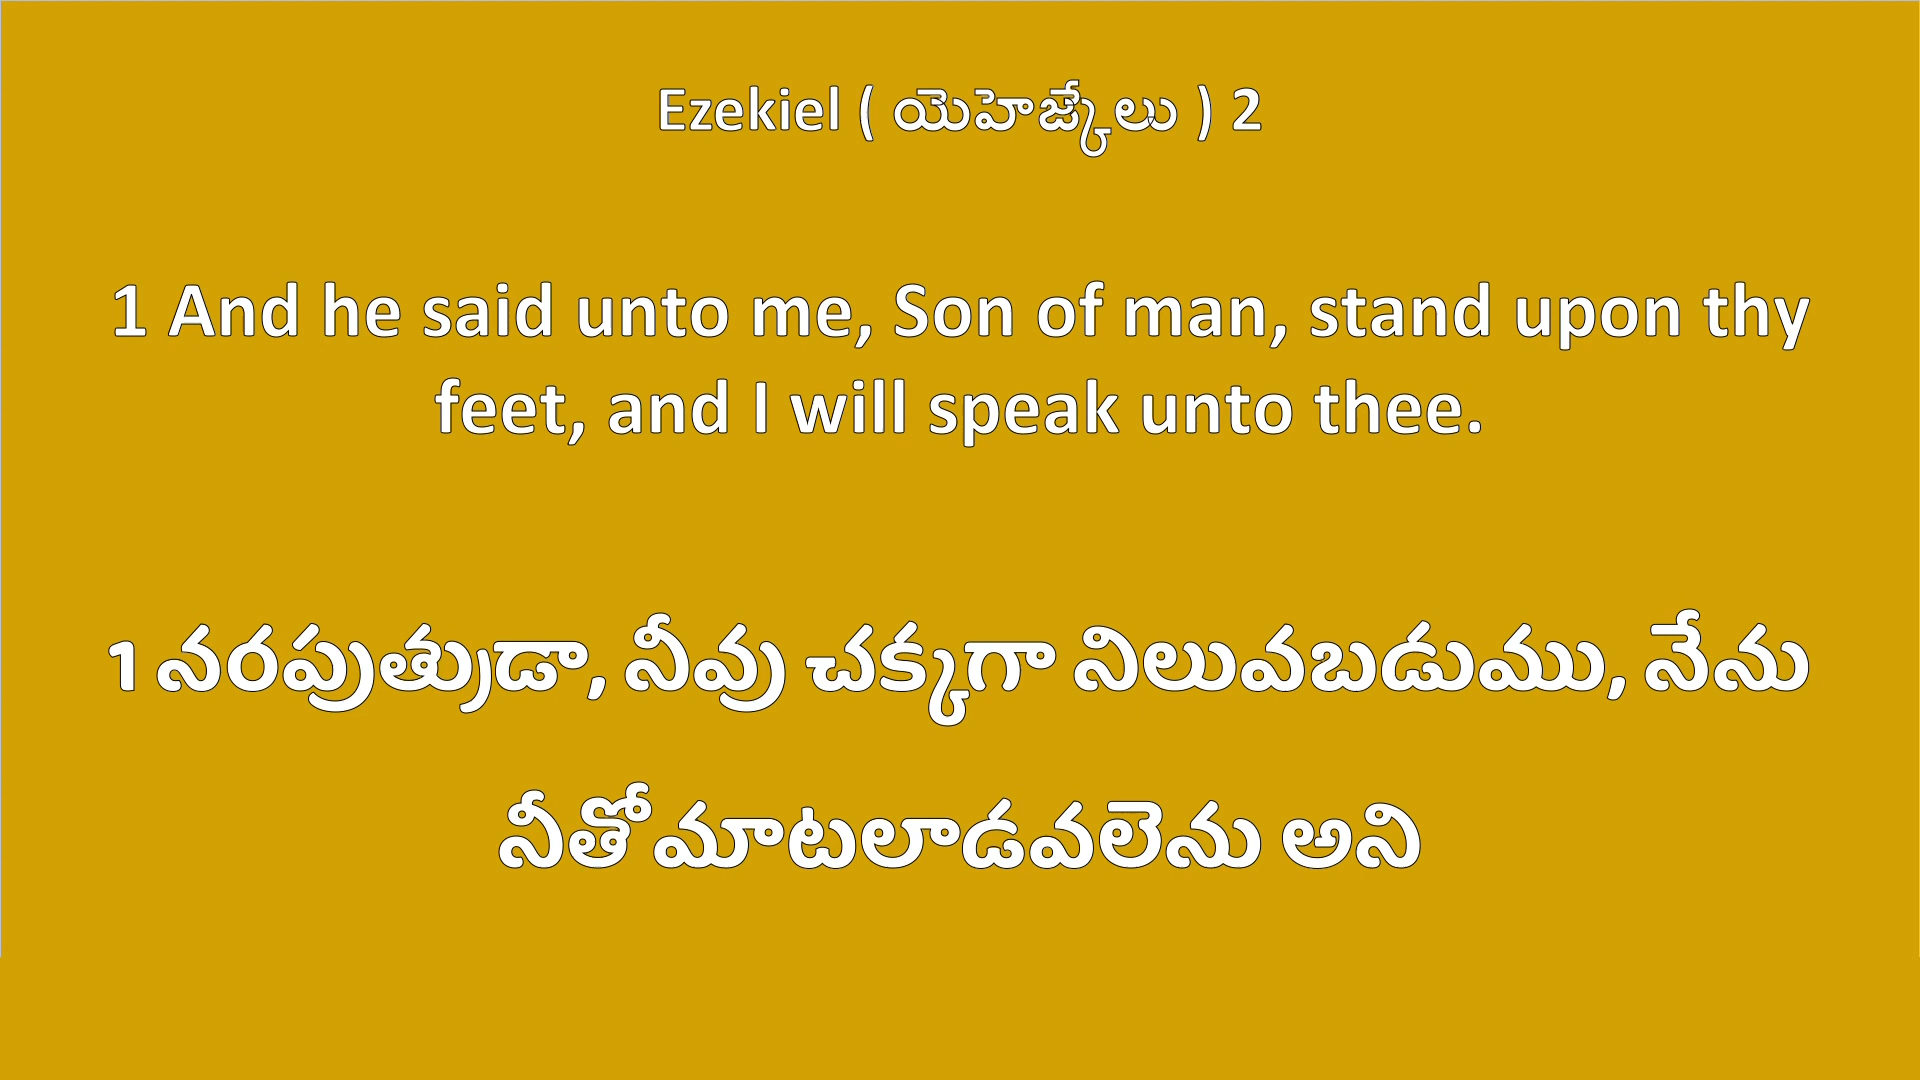 Ezekiel ( యెహెజ్కేలు ) 2
1 And he said unto me, Son of man, stand upon thy
feet, and I will speak unto thee.
1 నరపుత్రుడా, నీవు చక్కగా నిలువబడుము, నేను
నీతో మాటలాడవలెను అని